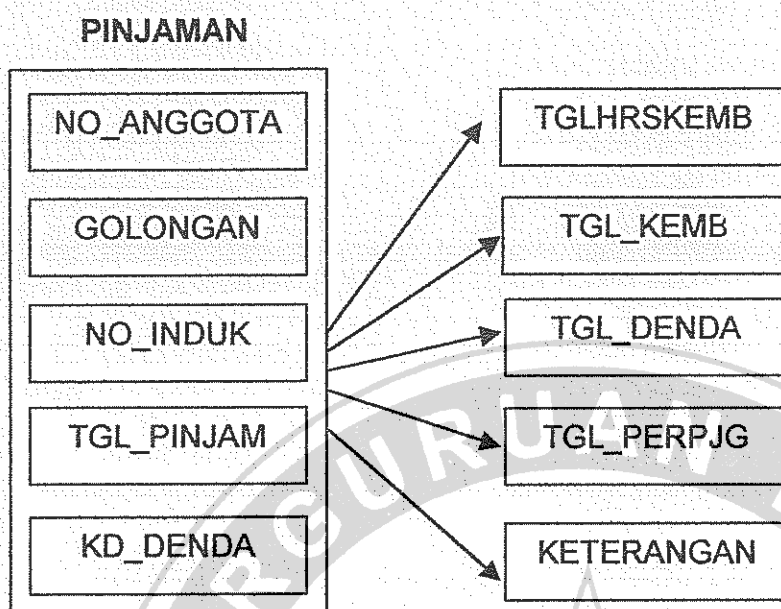 PINJAMAN
NO_ANGGOTA
GOLONGAN
NO_INDUK
TGL_PINJAM
KD_DENDA
TGLHRSKEMB
TGL_KEMB
TGL_DENDA
TGL_PERPJG
KETERANGAN